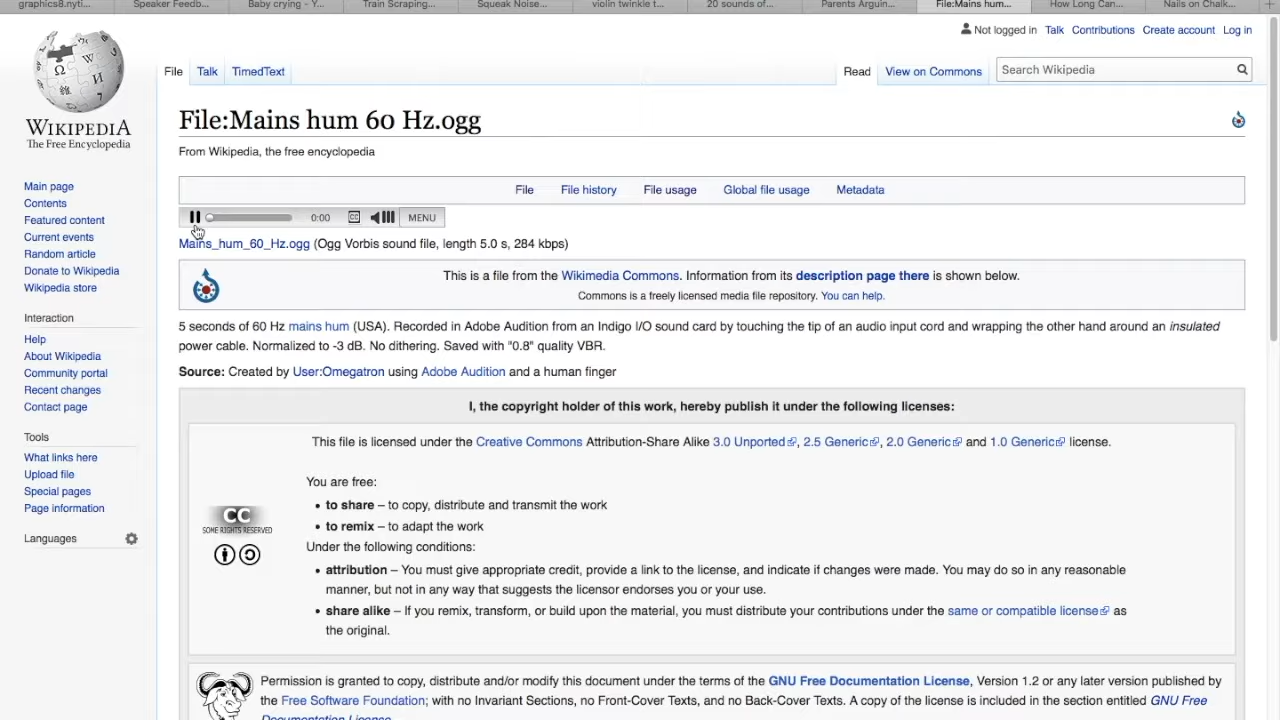 graphics8.nyti...
Speaker Feedb...
Baby crying - Y...
Train Scraping...
Squeak Noise...
violin twinkle t...
20 sounds of...
Parents Arguin...
File:Mains hum...
How Long Can...
Nails on Chalk...
Not logged in Talk Contributions Create account Log in
File Talk TimedText
Read View on Commons Search Wikipedia
WIKIPEDIA
The Free Encyclopedia
Main page
Contents
Featured content
Current events
Random article
Donate to Wikipedia
Wikipedia store
Interaction
Help
About Wikipedia
Community portal
Recent changes
Contact page
Tools
What links here
Upload file
Special pages
Page information
Languages
File:Mains hum 60 Hz.ogg
From Wikipedia, the free encyclopedia
File File history File usage Global file usage Metadata
0:00 CC MENU
Mains_hum_60_Hz.ogg (Ogg Vorbis sound file, length 5.0 s, 284 kbps)
This is a file from the Wikimedia Commons. Information from its description page there is shown below.
Commons is a freely licensed media file repository. You can help.
5 seconds of 60 Hz mains hum (USA). Recorded in Adobe Audition from an Indigo I/O sound card by touching the tip of an audio input cord and wrapping the other hand around an insulated
power cable. Normalized to -3 dB. No dithering. Saved with "0.8" quality VBR.
Source: Created by User:Omegatron using Adobe Audition and a human finger
I, the copyright holder of this work, hereby publish it under the following licenses:
This file is licensed under the Creative Commons Attribution-Share Alike 3.0 Unported, 2.5 Generic, 2.0 Generic and 1.0 Generic license.
CC
SOME RIGHTS RESERVED
You are free:
• to share – to copy, distribute and transmit the work
• to remix – to adapt the work
Under the following conditions:
• attribution – You must give appropriate credit, provide a link to the license, and indicate if changes were made. You may do so in any reasonable
manner, but not in any way that suggests the licensor endorses you or your use.
• share alike – If you remix, transform, or build upon the material, you must distribute your contributions under the same or compatible license as
the original.
Permission is granted to copy, distribute and/or modify this document under the terms of the GNU Free Documentation License, Version 1.2 or any later version published by
the Free Software Foundation; with no Invariant Sections, no Front-Cover Texts, and no Back-Cover Texts. A copy of the license is included in the section entitled GNU Free
Documentation License.